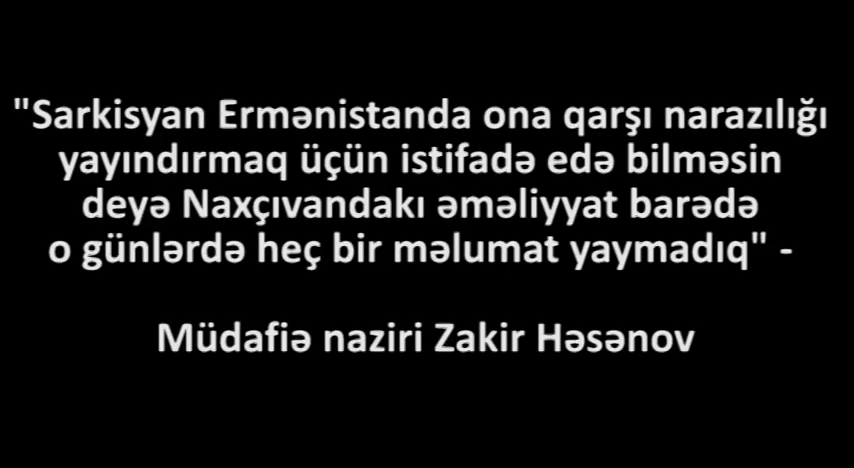 "Sarkisyan Ermənistanda ona qarşı narazılığı
yayındırmaq üçün istifadə edə bilməsin
deyə Naxçıvandakı əməliyyat barədə
o günlərdə heç bir məlumat yaymadıq" -
Müdafiə naziri Zakir Həsənov